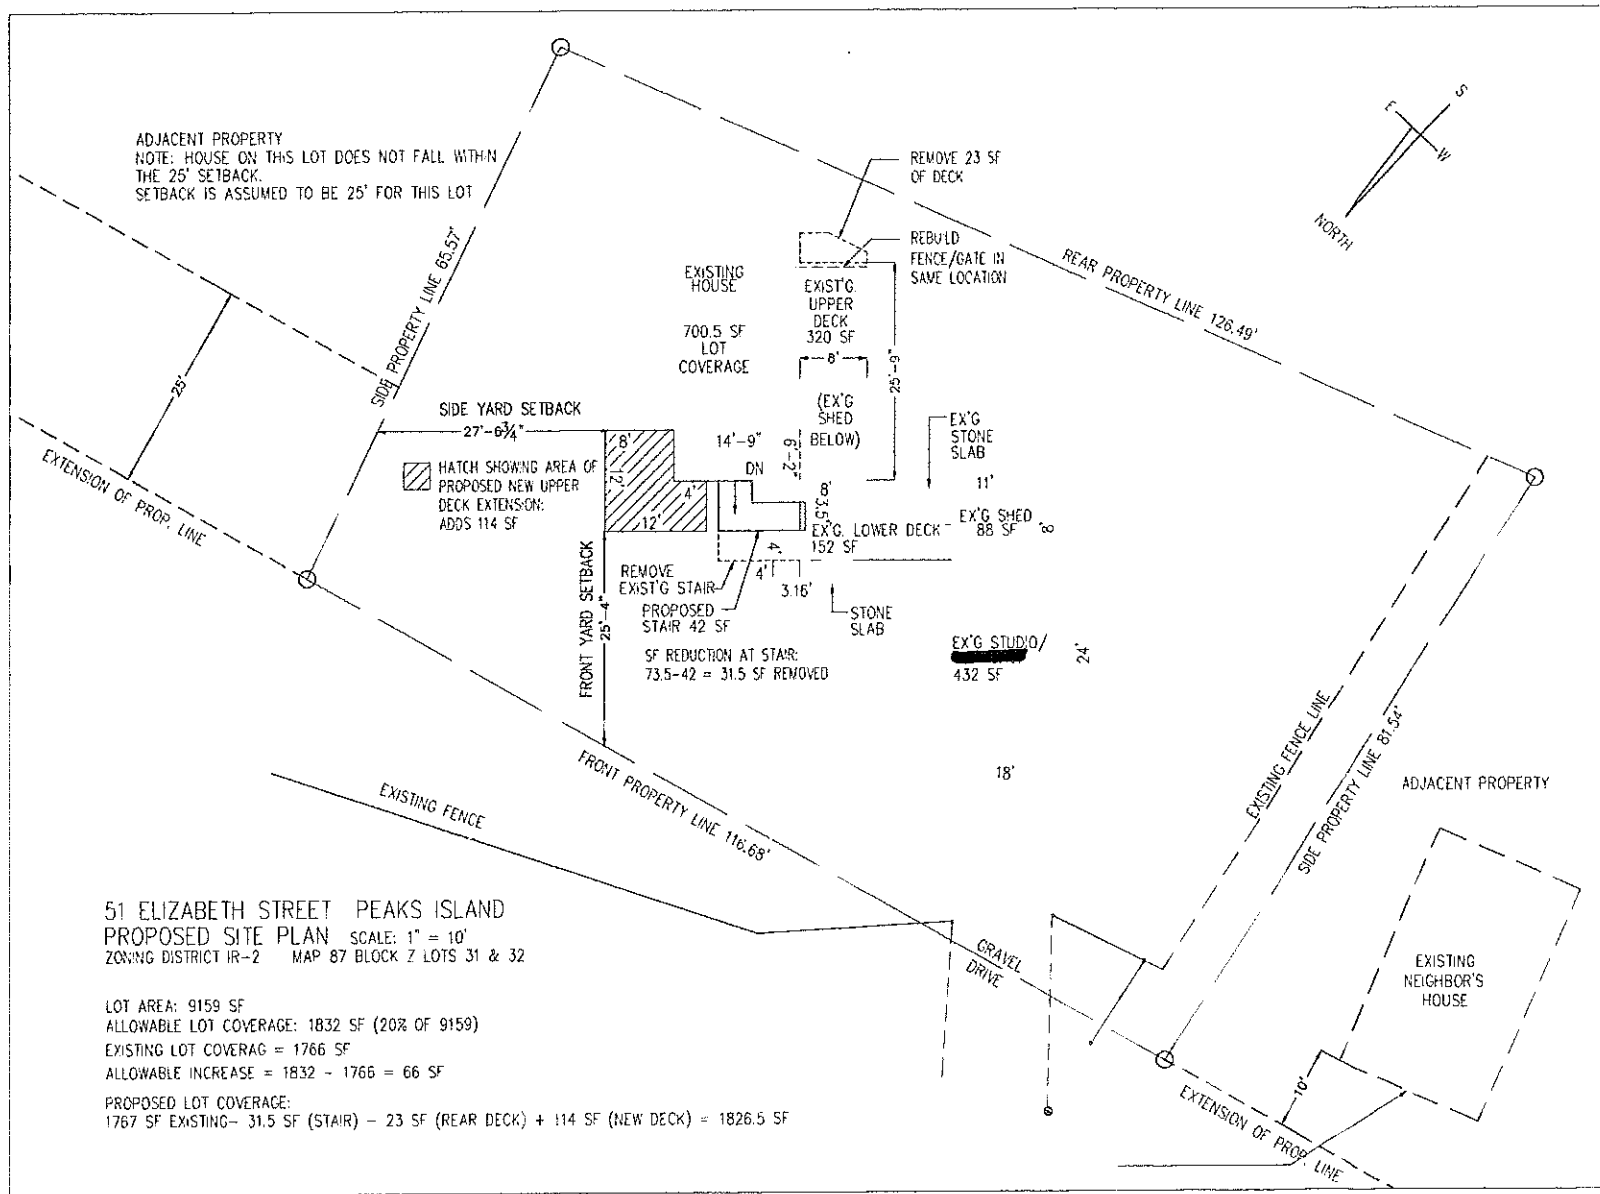 ADJACENT PROPERTY
NOTE: HOUSE ON THIS LOT DOES NOT FALL WITHIN
THE 25' SETBACK.
SETBACK IS ASSUMED TO BE 25' FOR THIS LOT
S
E
W
NORTH
REMOVE 23 SF
OF DECK
REBUILD
FENCE/GATE IN
SAME LOCATION
REAR PROPERTY LINE 126.49'
SIDE PROPERTY LINE 65.57'
25'
EXTENSION OF PROP. LINE
EXISTING
HOUSE
700.5 SF
LOT
COVERAGE
EXIST'G.
UPPER
DECK
320 SF
8'
25'-9"
(EX'G
SHED
BELOW)
SIDE YARD SETBACK
27'-6¾"
HATCH SHOWING AREA OF
PROPOSED NEW UPPER
DECK EXTENSION:
ADDS 114 SF
8'
12'
4'
12'
14'-9"
DN
6'-2"
8'
3.5'
EX'G
STONE
SLAB
11'
EX'G SHED
88 SF
8'
EX'G. LOWER DECK
152 SF
4'
4'
3.16'
REMOVE
EXIST'G STAIR
PROPOSED
STAIR 42 SF
STONE
SLAB
SF REDUCTION AT STAIR:
73.5-42 = 31.5 SF REMOVED
FRONT YARD SETBACK
25'-4"
EX'G STUDIO/
432 SF
24'
18'
FRONT PROPERTY LINE 116.68'
EXISTING FENCE
EXISTING FENCE LINE
SIDE PROPERTY LINE 81.54'
ADJACENT PROPERTY
EXISTING
NEIGHBOR'S
HOUSE
10'
GRAVEL
DRIVE
EXTENSION OF PROP. LINE
51 ELIZABETH STREET PEAKS ISLAND
PROPOSED SITE PLAN SCALE: 1" = 10'
ZONING DISTRICT IR-2 MAP 87 BLOCK Z LOTS 31 & 32
LOT AREA: 9159 SF
ALLOWABLE LOT COVERAGE: 1832 SF (20% OF 9159)
EXISTING LOT COVERAG = 1766 SF
ALLOWABLE INCREASE = 1832 - 1766 = 66 SF
PROPOSED LOT COVERAGE:
1767 SF EXISTING- 31.5 SF (STAIR) - 23 SF (REAR DECK) + 114 SF (NEW DECK) = 1826.5 SF